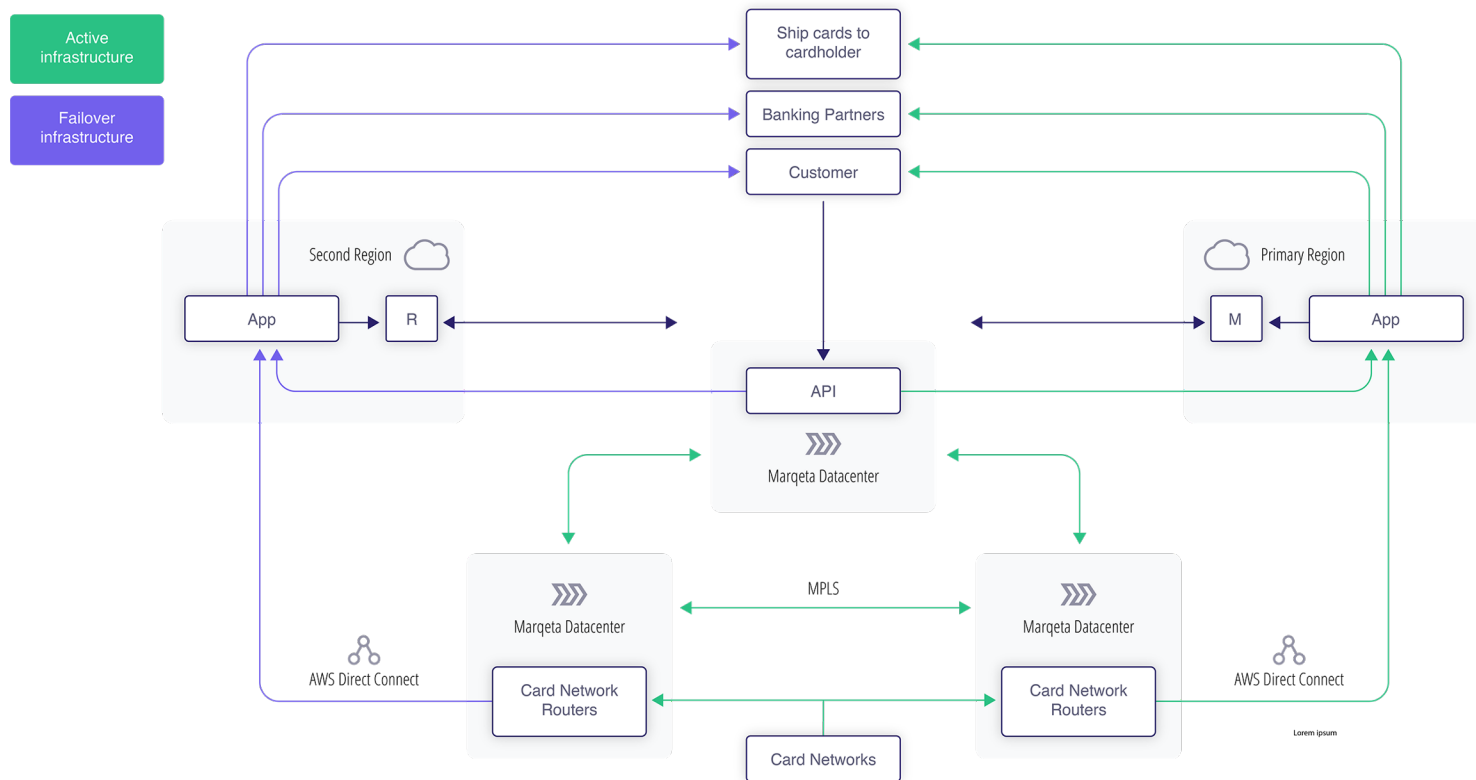 Active
infrastructure
Failover
infrastructure
Ship cards to
cardholder
Banking Partners
Customer
Second Region
Primary Region
App
R
M
App
API
Marqeta Datacenter
MPLS
Marqeta Datacenter
Marqeta Datacenter
AWS Direct Connect
AWS Direct Connect
Card Network
Routers
Card Network
Routers
Lorem ipsum
Card Networks